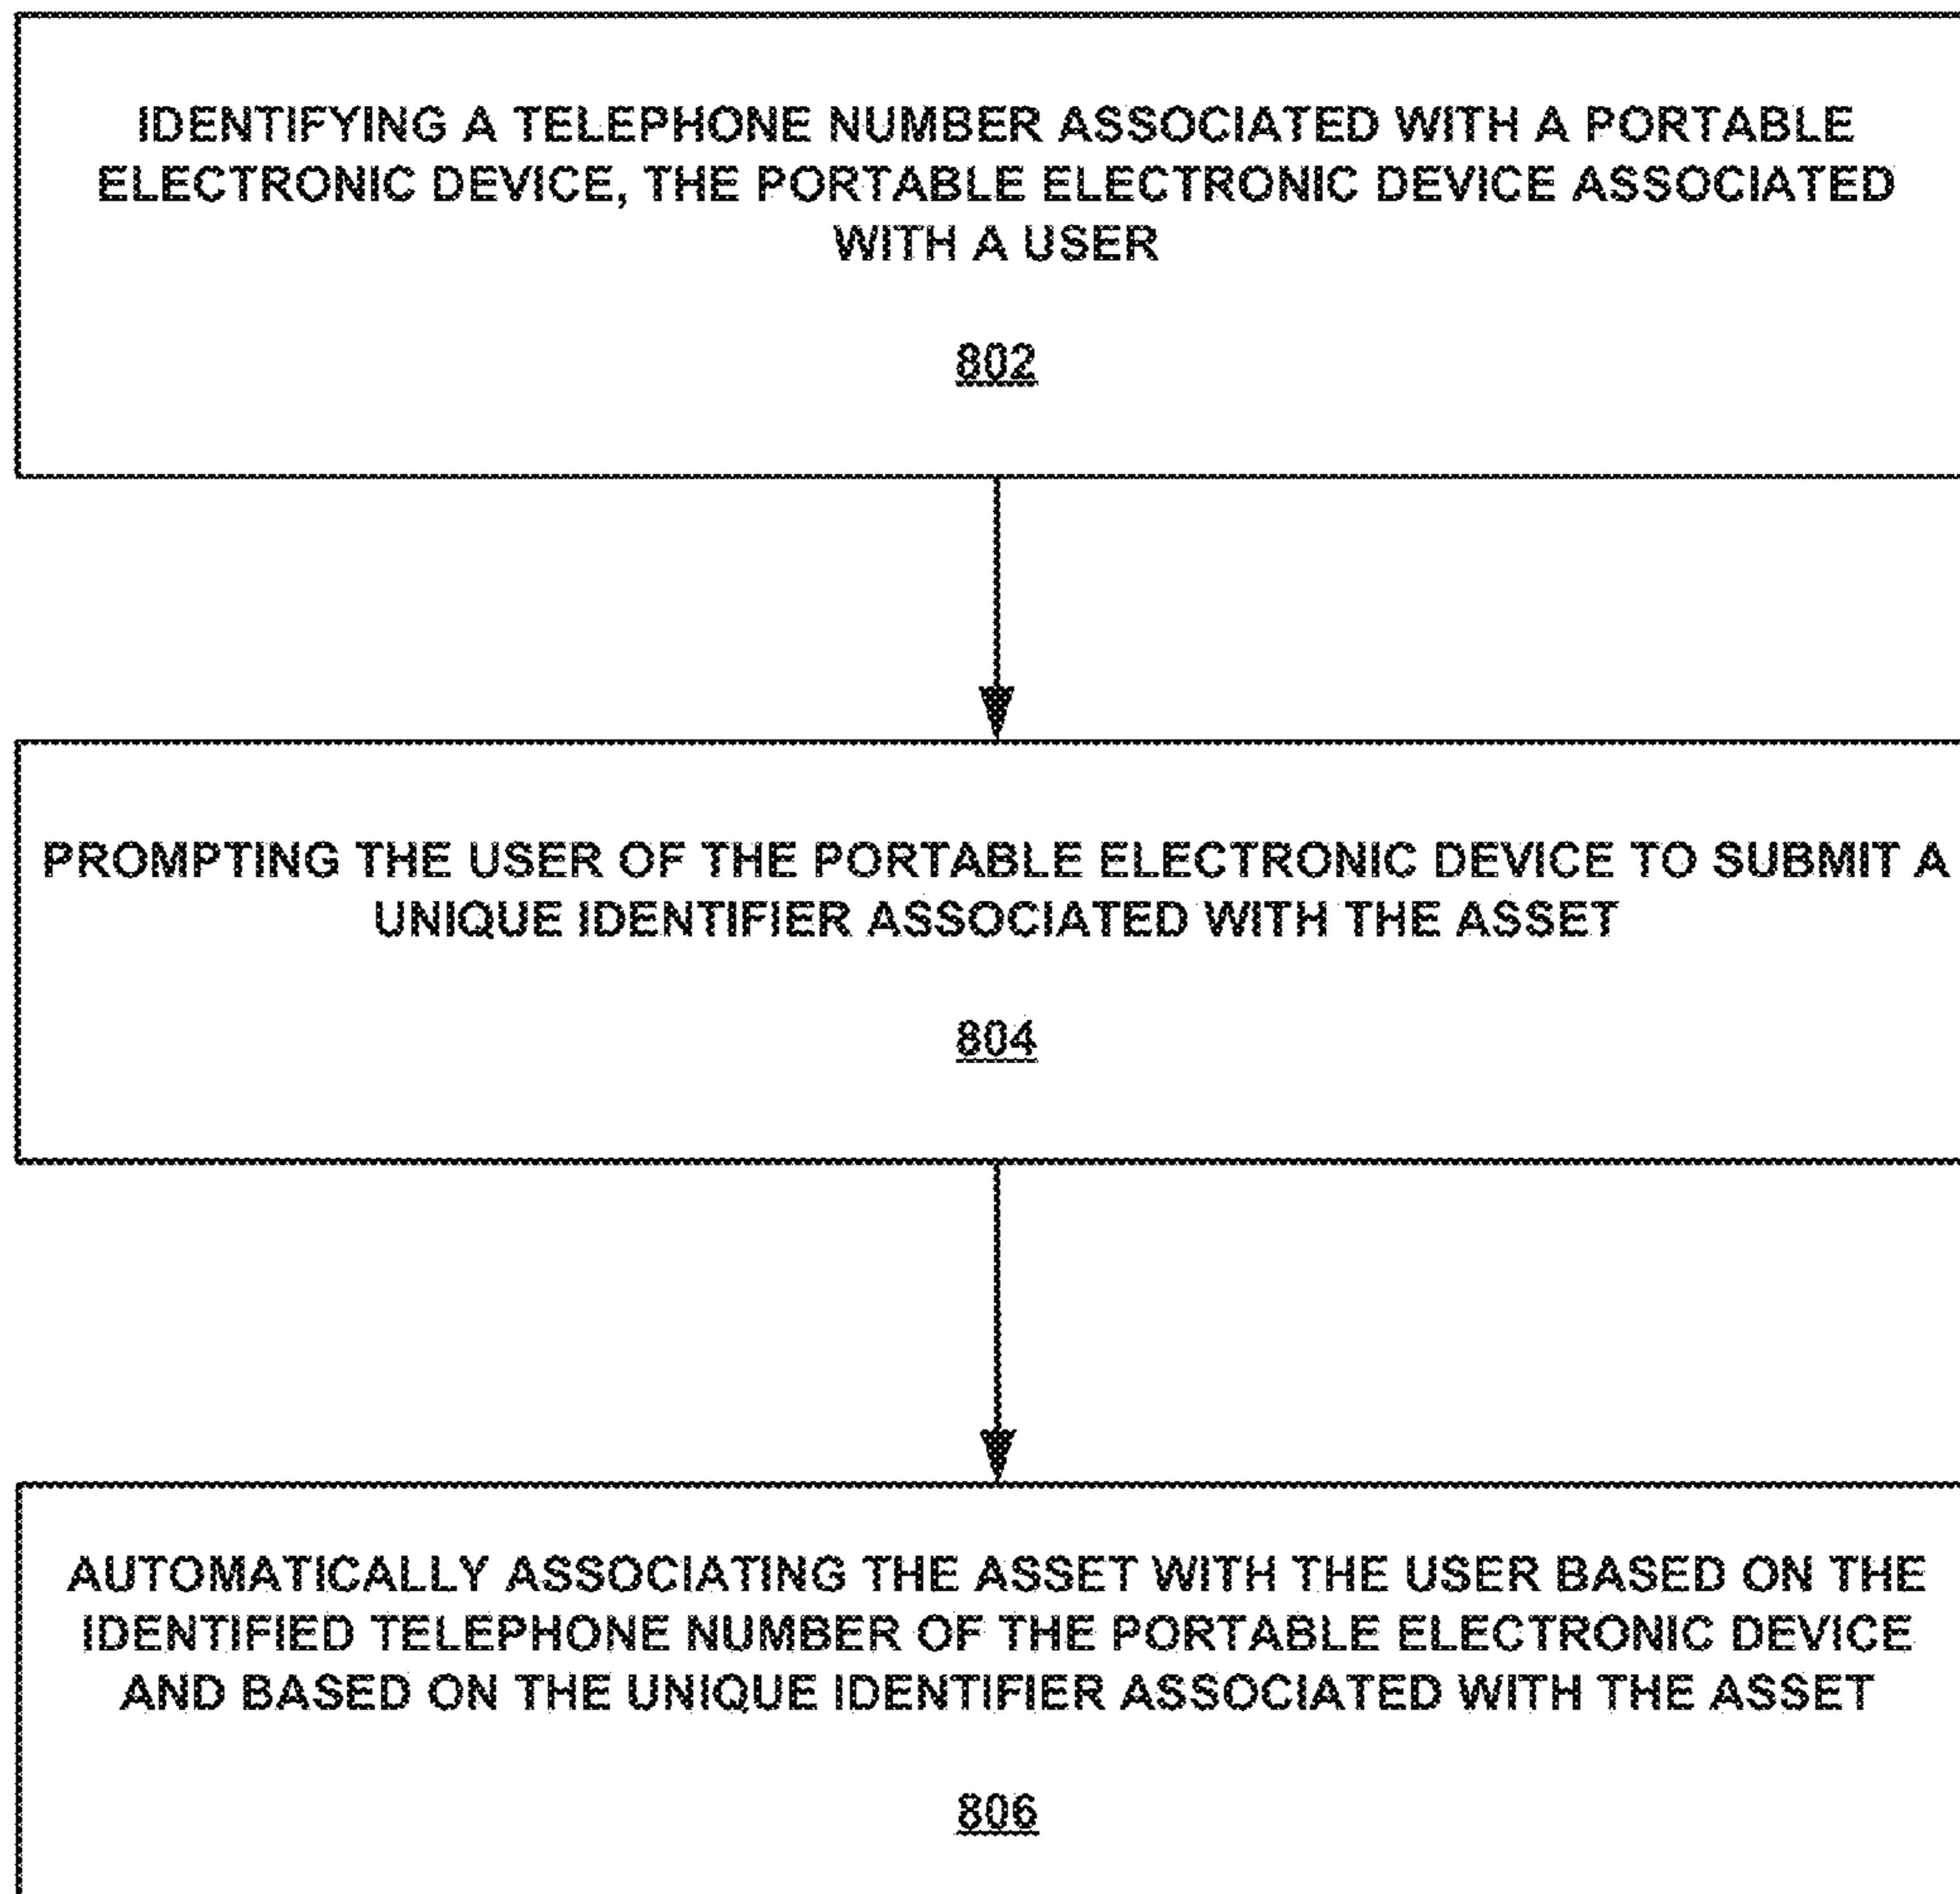 IDENTIFYING A TELEPHONE NUMBER ASSOCIATED WITH A PORTABLE
ELECTRONIC DEVICE, THE PORTABLE ELECTRONIC DEVICE ASSOCIATED
WITH A USER
802
PROMPTING THE USER OF THE PORTABLE ELECTRONIC DEVICE TO SUBMIT A
UNIQUE IDENTIFIER ASSOCIATED WITH THE ASSET
804
AUTOMATICALLY ASSOCIATING THE ASSET WITH THE USER BASED ON THE
IDENTIFIED TELEPHONE NUMBER OF THE PORTABLE ELECTRONIC DEVICE
AND BASED ON THE UNIQUE IDENTIFIER ASSOCIATED WITH THE ASSET
806